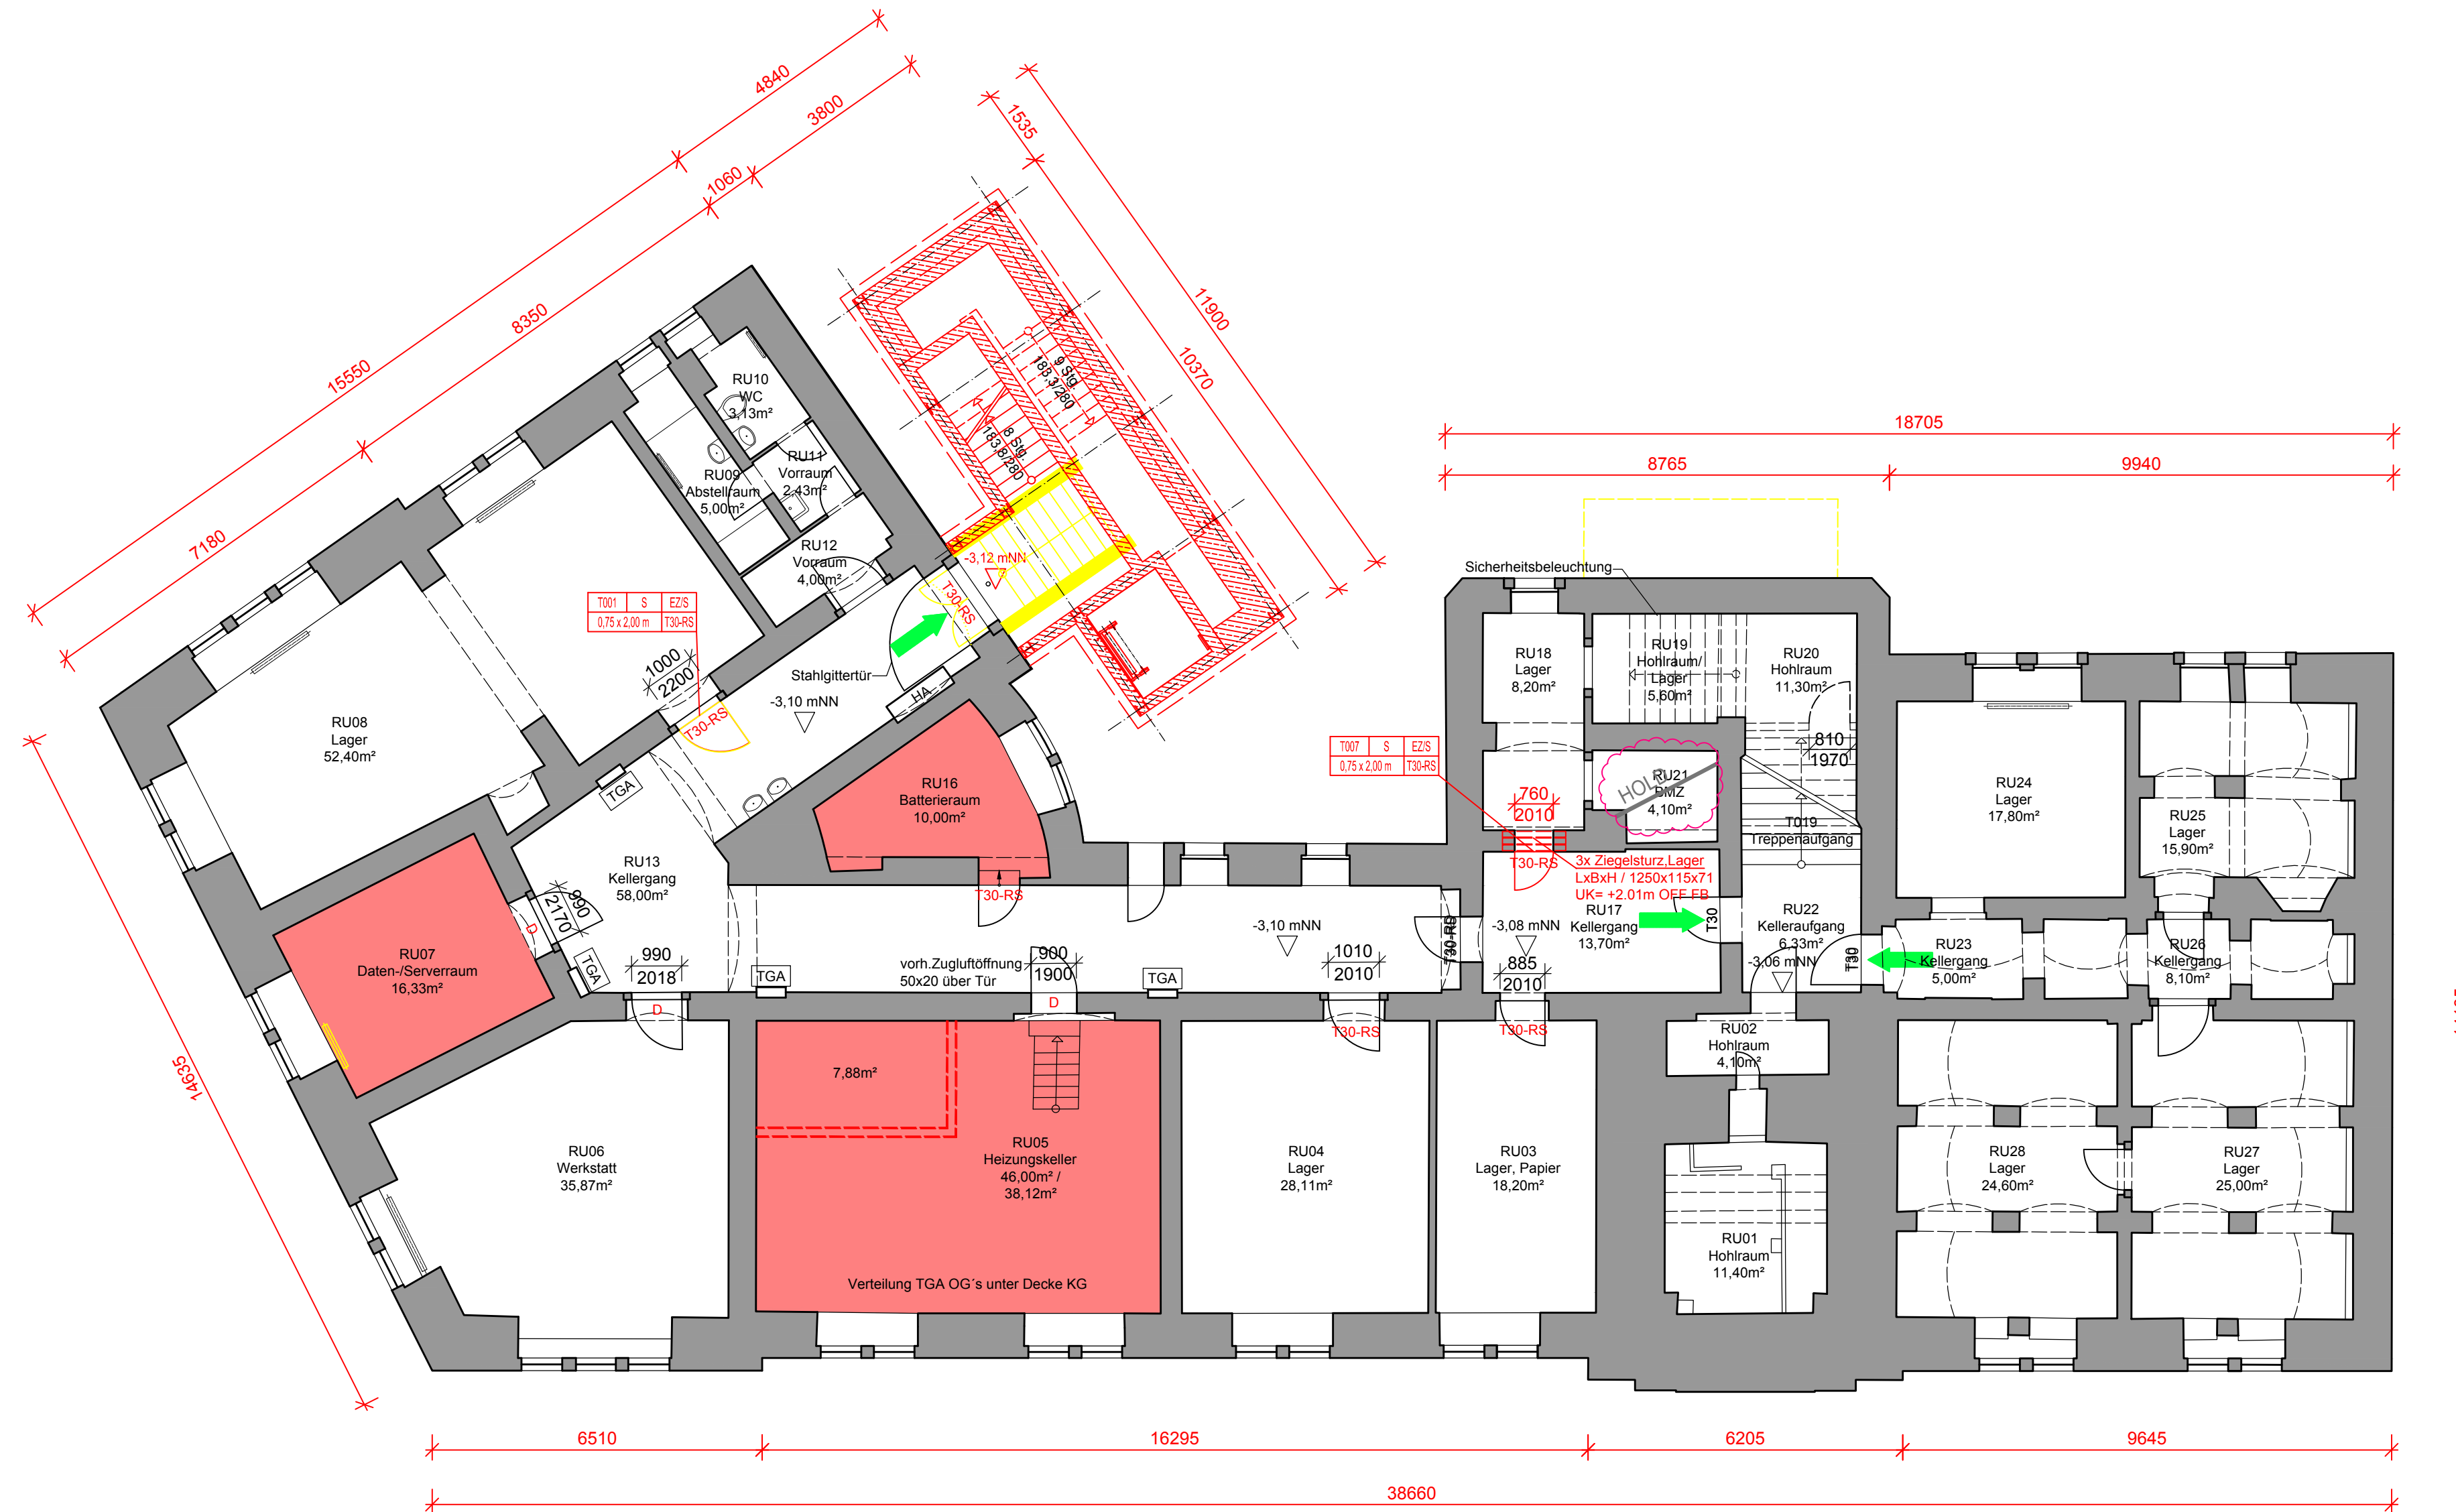 4840
3800
1535
1060
11900
8350
10370
15550
7180
9 Stg.
183,3/280
8 Stg.
183,3/280
RU10
WC
3,13m²
RU11
Vorraum
2,43m²
RU09
Abstellraum
5,00m²
RU12
Vorraum
4,00m²
-3,12 mNN
T30-RS
18705
8765
9940
Sicherheitsbeleuchtung
T001 S EZ/S
0,75 x 2,00 m T30-RS
1000
2200
Stahlgittertür
HA
-3,10 mNN
T30-RS
TGA
RU08
Lager
52,40m²
RU16
Batterieraum
10,00m²
RU18
Lager
8,20m²
RU19
Hohlraum/
Lager
5,60m²
RU20
Hohlraum
11,30m²
T007 S EZ/S
0,75 x 2,00 m T30-RS
HOLD
RU21
BMZ
4,10m²
810
1970
760
2010
T019
Treppenaufgang
RU24
Lager
17,80m²
RU25
Lager
15,90m²
RU13
Kellergang
58,00m²
T30-RS
T30-RS
3x Ziegelsturz,Lager
LxBxH / 1250x115x71
UK= +2.01m OFF FB
RU17
Kellergang
13,70m²
T30
RU22
Kelleraufgang
6,33m²
-3,06 mNN
T30
RU23
Kellergang
5,00m²
RU26
Kellergang
8,10m²
990
2170
D
RU07
Daten-/Serverraum
16,33m²
TGA
990
2018
D
TGA
vorh.Zugluftöffnung
50x20 über Tür
900
1900
D
TGA
-3,10 mNN
1010
2010
T30-RS
T30-RS
-3,08 mNN
885
2010
T30-RS
RU02
Hohlraum
4,10m²
14635
7,88m²
RU06
Werkstatt
35,87m²
RU05
Heizungskeller
46,00m² /
38,12m²
RU04
Lager
28,11m²
RU03
Lager, Papier
18,20m²
RU28
Lager
24,60m²
RU27
Lager
25,00m²
RU01
Hohlraum
11,40m²
Verteilung TGA OG´s unter Decke KG
6510
16295
6205
9645
38660